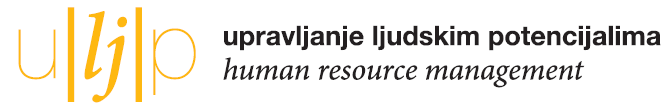 u|lj|p
upravljanje ljudskim potencijalima
human resource management